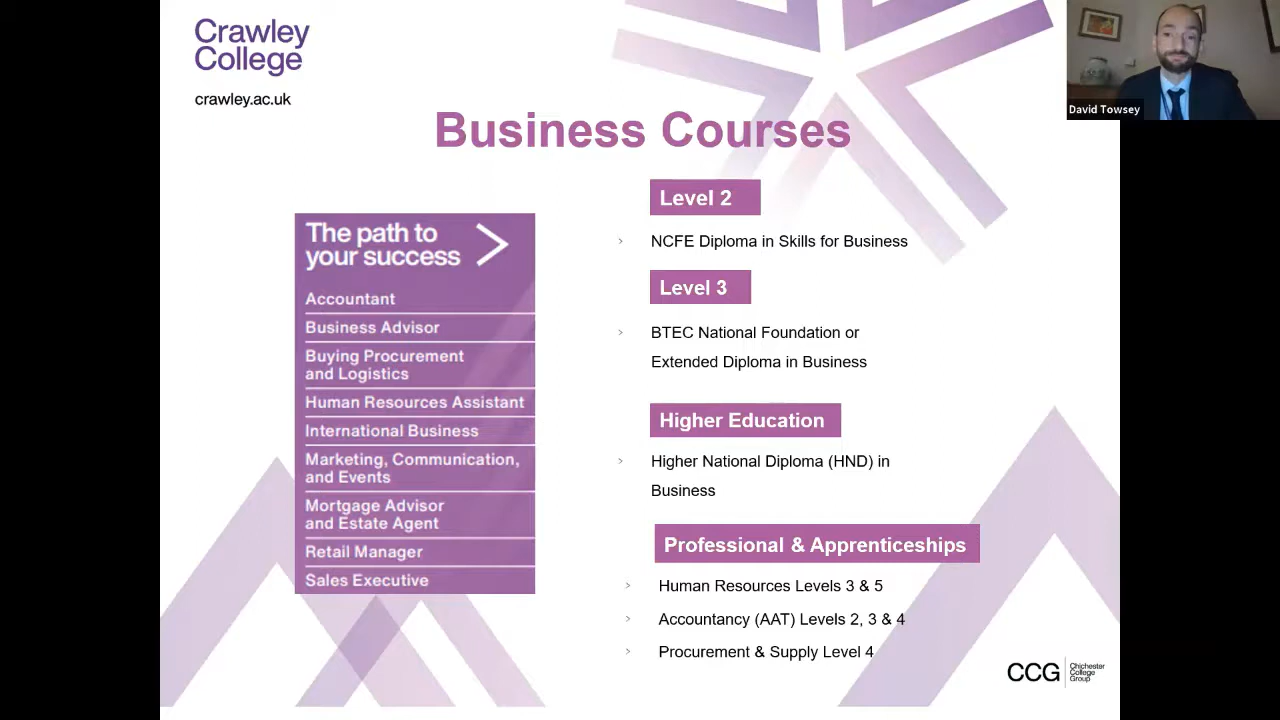 Crawley
College
crawley.ac.uk
David Towsey
Business Courses
The path to
your success
Accountant
Business Advisor
Buying Procurement
and Logistics
Human Resources Assistant
International Business
Marketing, Communication,
and Events
Mortgage Advisor
and Estate Agent
Retail Manager
Sales Executive
Level 2
› NCFE Diploma in Skills for Business
Level 3
› BTEC National Foundation or
Extended Diploma in Business
Higher Education
› Higher National Diploma (HND) in
Business
Professional & Apprenticeships
› Human Resources Levels 3 & 5
› Accountancy (AAT) Levels 2, 3 & 4
› Procurement & Supply Level 4
CCG
Chichester
College
Group